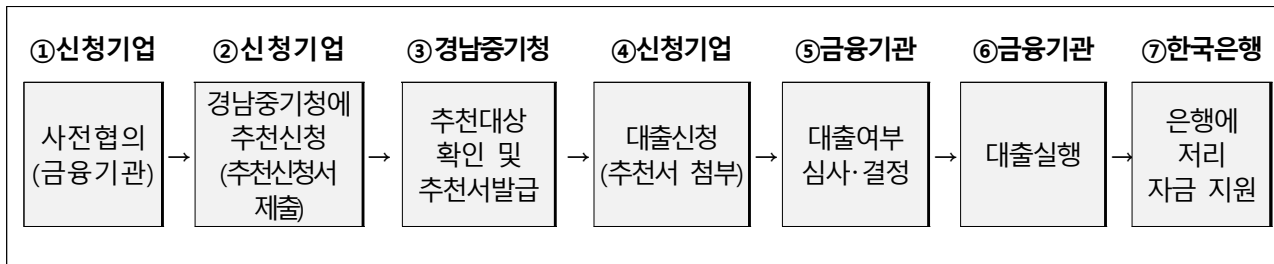 ①신청기업 ②신청기업 ③경남중기청 ④신청기업 ⑤금융기관 ⑥금융기관 ⑦한국은행
사전협의
(금융기관)
→
경남중기청에
추천신청
(추천신청서
제출)
→
추천대상
확인 및
추천서발급
→
대출신청
(추천서 첨부)
→
대출여부
심사·결정
→
대출실행
→
은행에
저리
자금 지원